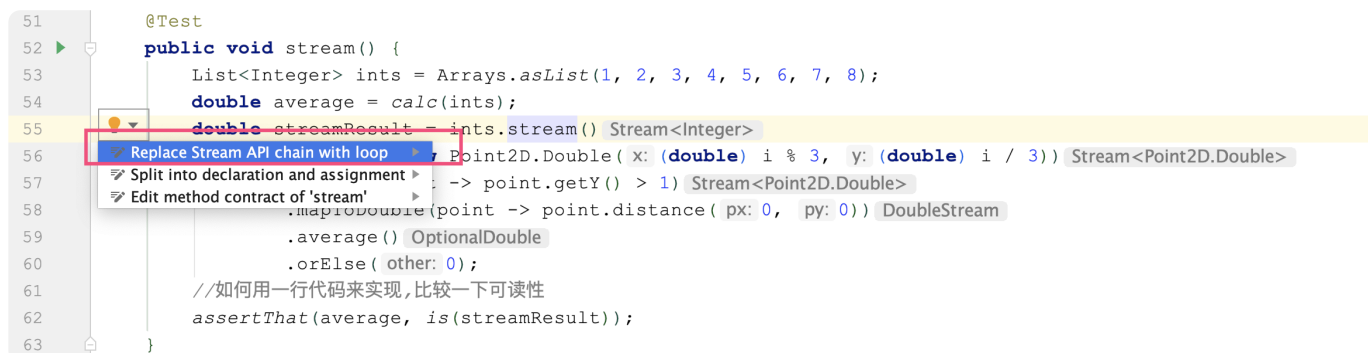 51 @Test
52 public void stream() {
53 List<Integer> ints = Arrays.asList(1, 2, 3, 4, 5, 6, 7, 8);
54 double average = calc(ints);
55 double streamResult = ints.stream() Stream<Integer>
Replace Stream API chain with loop
56 Point2D.Double( x: (double) i % 3, y: (double) i / 3)) Stream<Point2D.Double>
Split into declaration and assignment
57 -> point.getY() > 1) Stream<Point2D.Double>
Edit method contract of 'stream'
58 .mapToDouble(point -> point.distance( px: 0, py: 0)) DoubleStream
59 .average() OptionalDouble
60 .orElse( other: 0);
61 //如何用一行代码来实现,比较一下可读性
62 assertThat(average, is(streamResult));
63 }